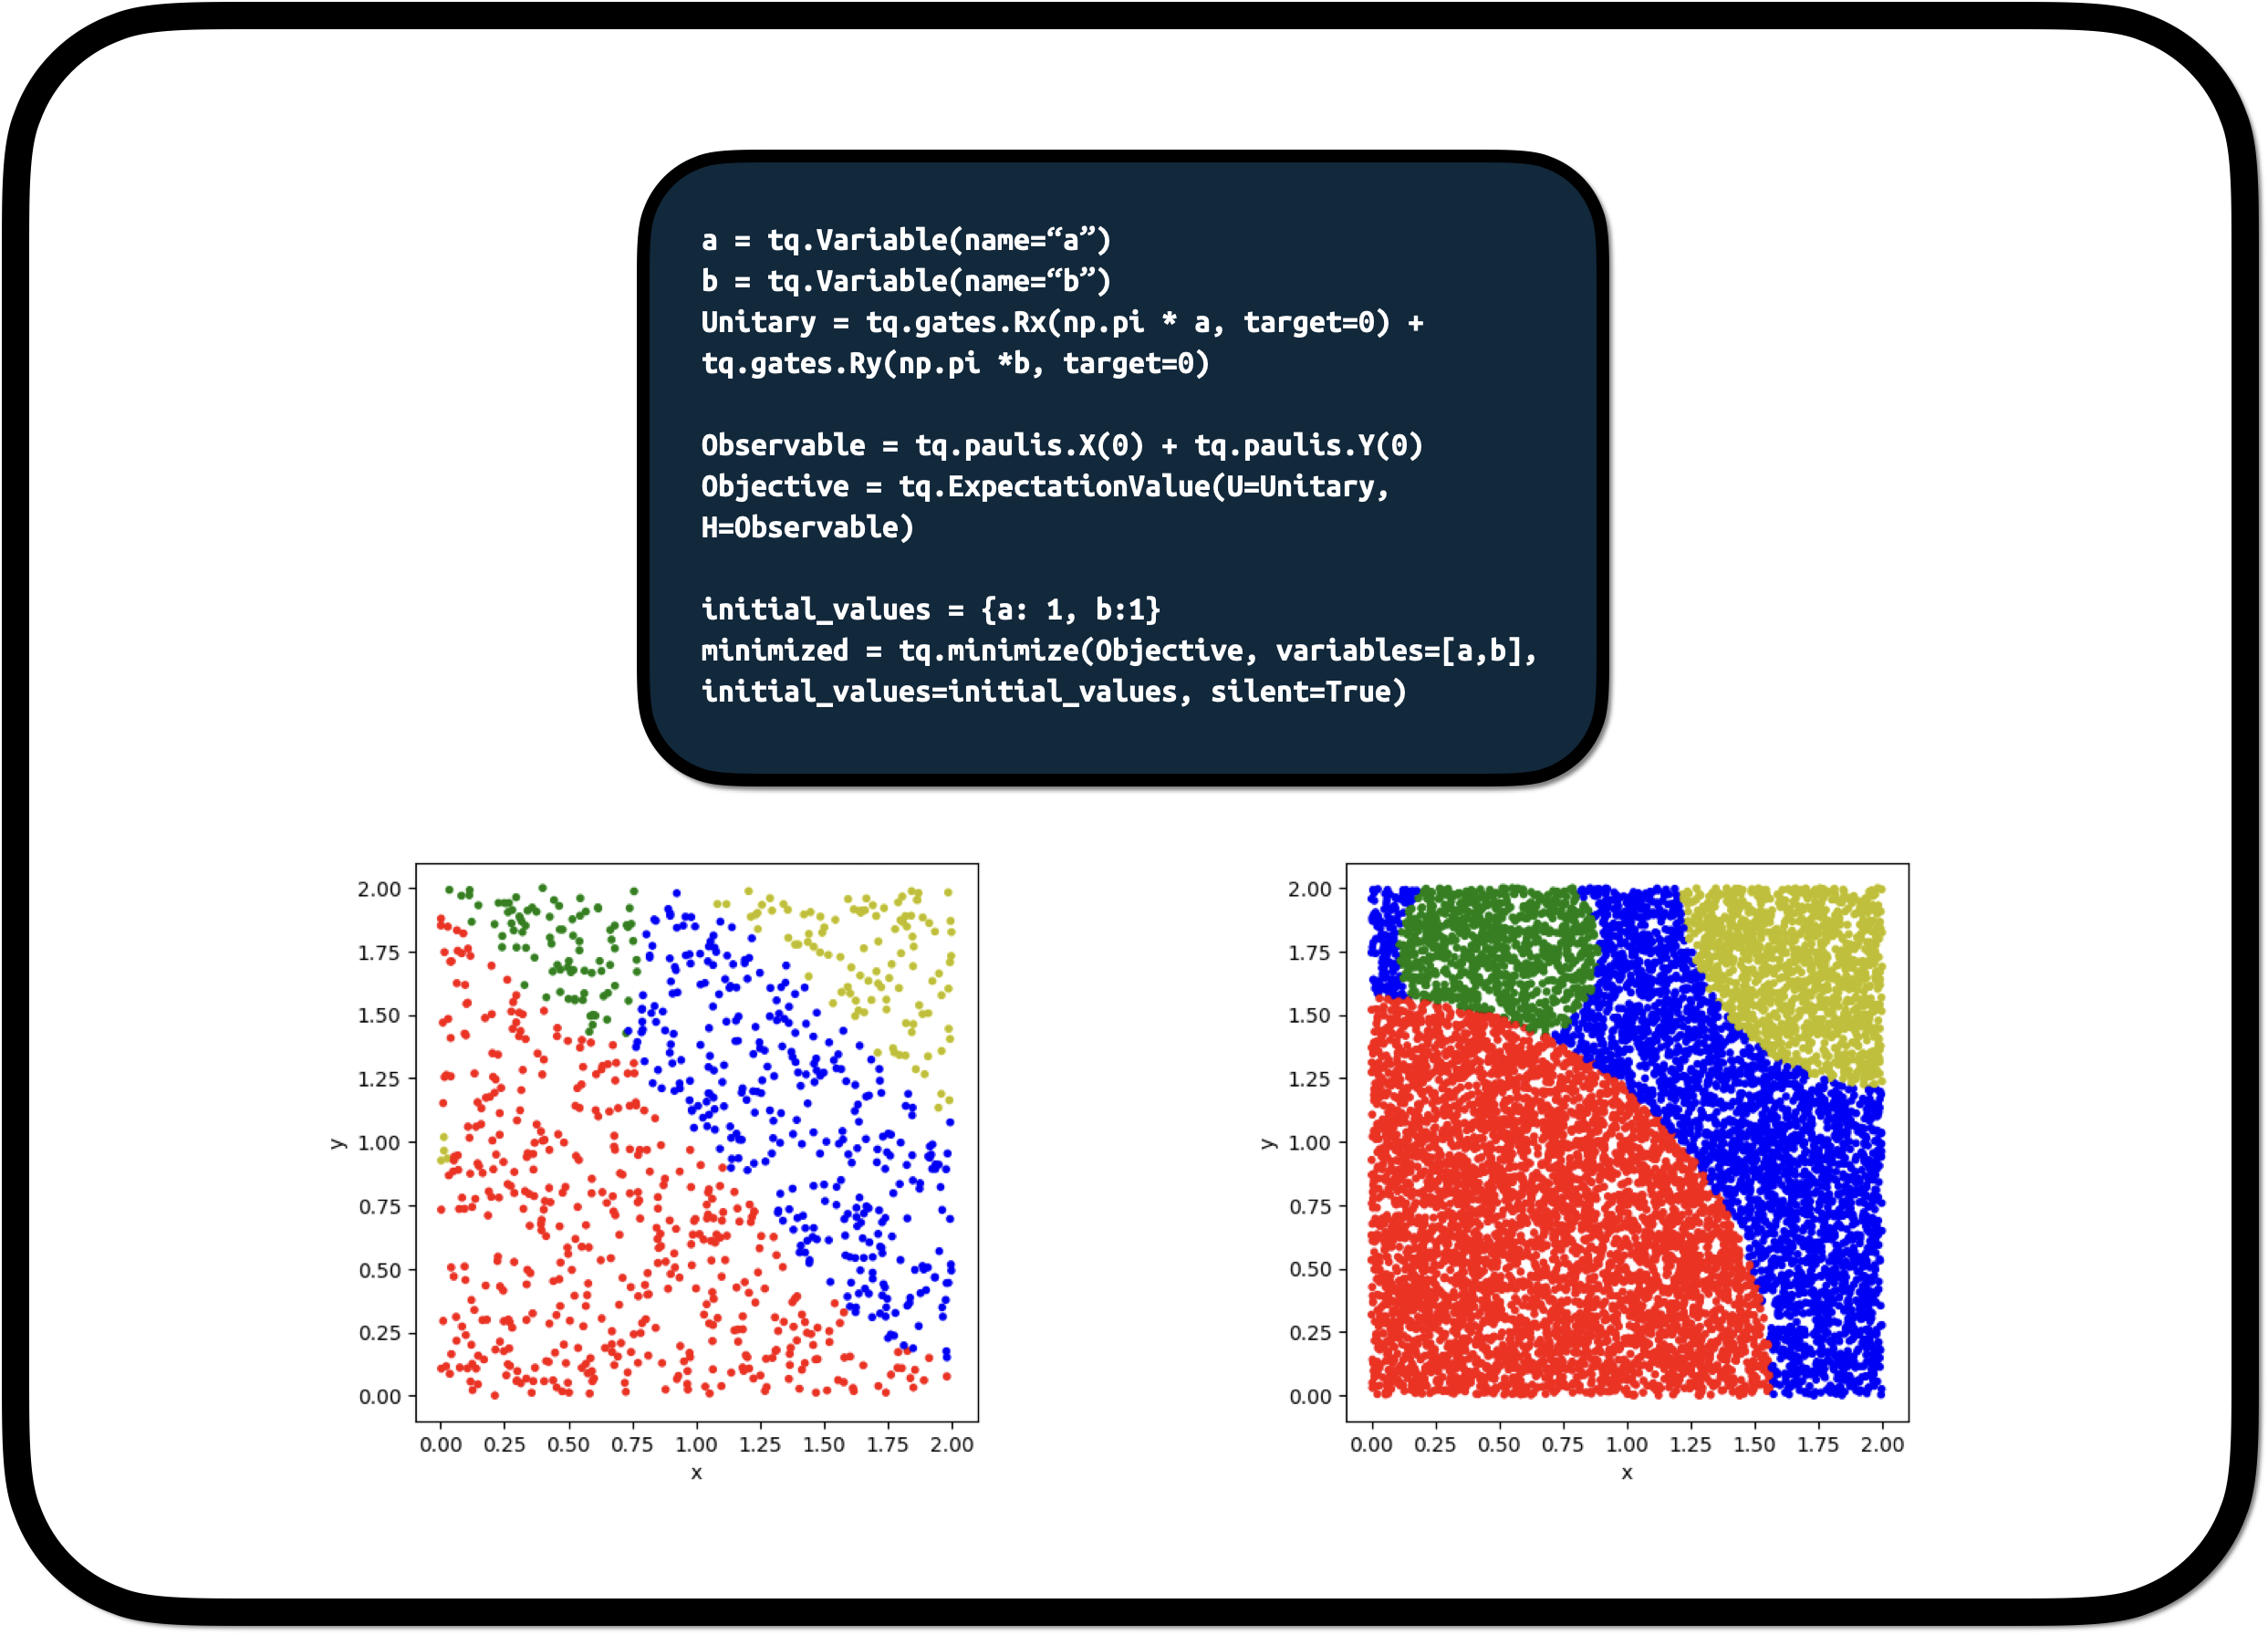 a = tq.Variable(name=“a”)
b = tq.Variable(name=“b”)
Unitary = tq.gates.Rx(np.pi * a, target=0) +
tq.gates.Ry(np.pi *b, target=0)
Observable = tq.paulis.X(0) + tq.paulis.Y(0)
Objective = tq.ExpectationValue(U=Unitary,
H=Observable)
initial_values = {a: 1, b:1}
minimized = tq.minimize(Objective, variables=[a,b],
initial_values=initial_values, silent=True)
2.00
1.75
1.50
1.25
1.00
0.75
0.50
0.25
0.00
y
0.00 0.25 0.50 0.75 1.00 1.25 1.50 1.75 2.00
x
2.00
1.75
1.50
1.25
1.00
0.75
0.50
0.25
0.00
y
0.00 0.25 0.50 0.75 1.00 1.25 1.50 1.75 2.00
x